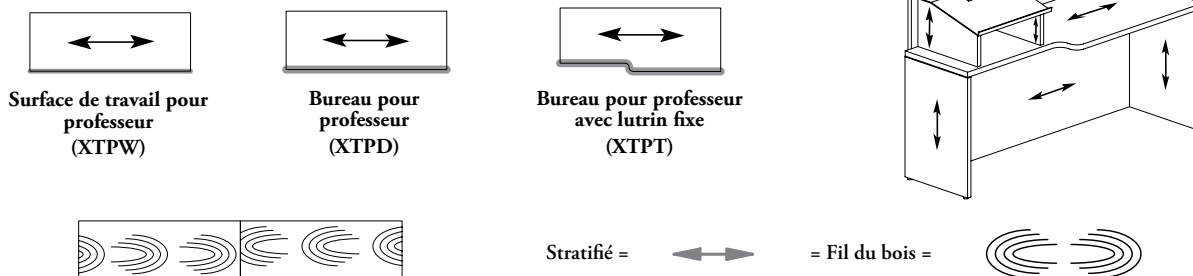 Surface de travail pour
professeur
(XTPW)
Bureau pour
professeur
(XTPD)
Bureau pour professeur
avec lutrin fixe
(XTPT)
Stratifié = = Fil du bois =